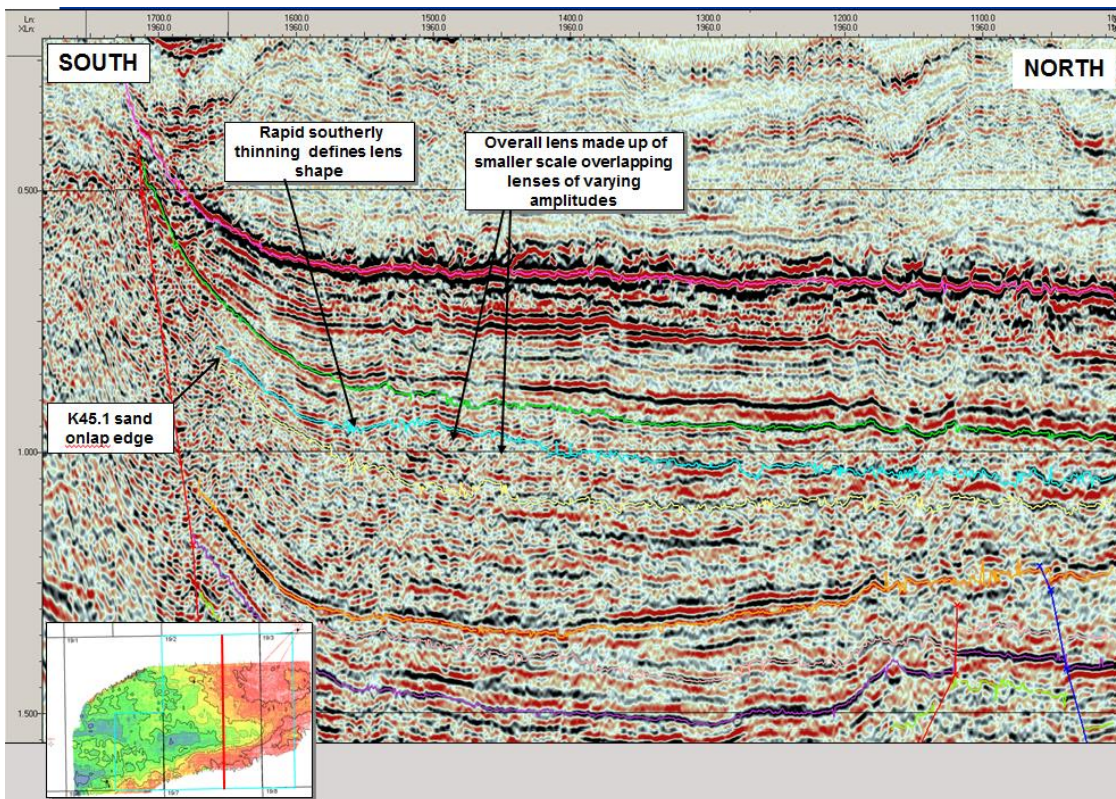 Ln: 1700.0 1600.0 1500.0 1400.0 1300.0 1200.0 1100.0
XLn: 1960.0 1960.0 1960.0 1960.0 1960.0 1960.0 1960.0
SOUTH
NORTH
Rapid southerly
thinning defines lens
shape
Overall lens made up of
smaller scale overlapping
lenses of varying
amplitudes
0.500
K45.1 sand
onlap edge
1.000
1.500
19/1 19/2 19/3
19/7 19/8